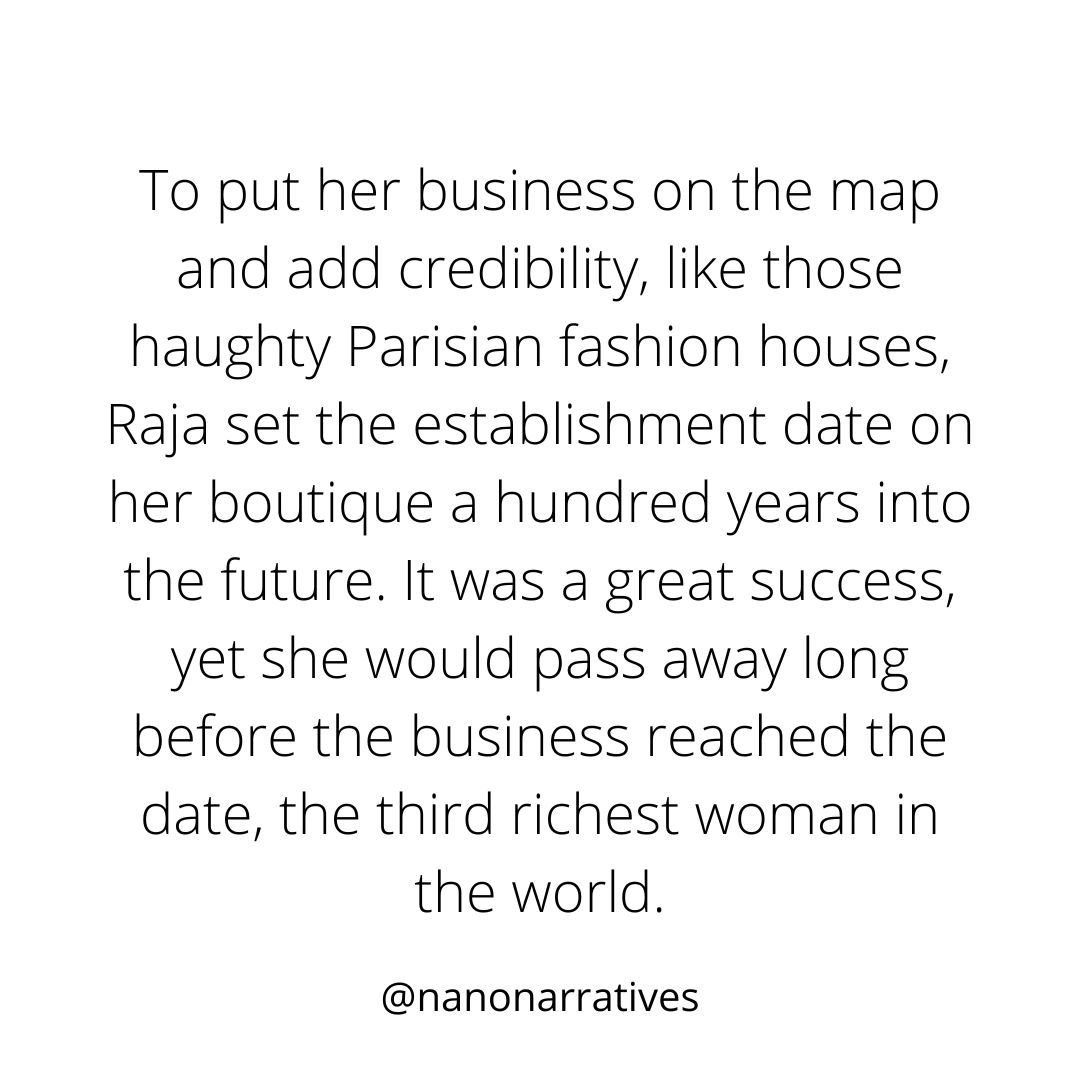 To put her business on the map
and add credibility, like those
haughty Parisian fashion houses,
Raja set the establishment date on
her boutique a hundred years into
the future. It was a great success,
yet she would pass away long
before the business reached the
date, the third richest woman in
the world.
@nanonarratives